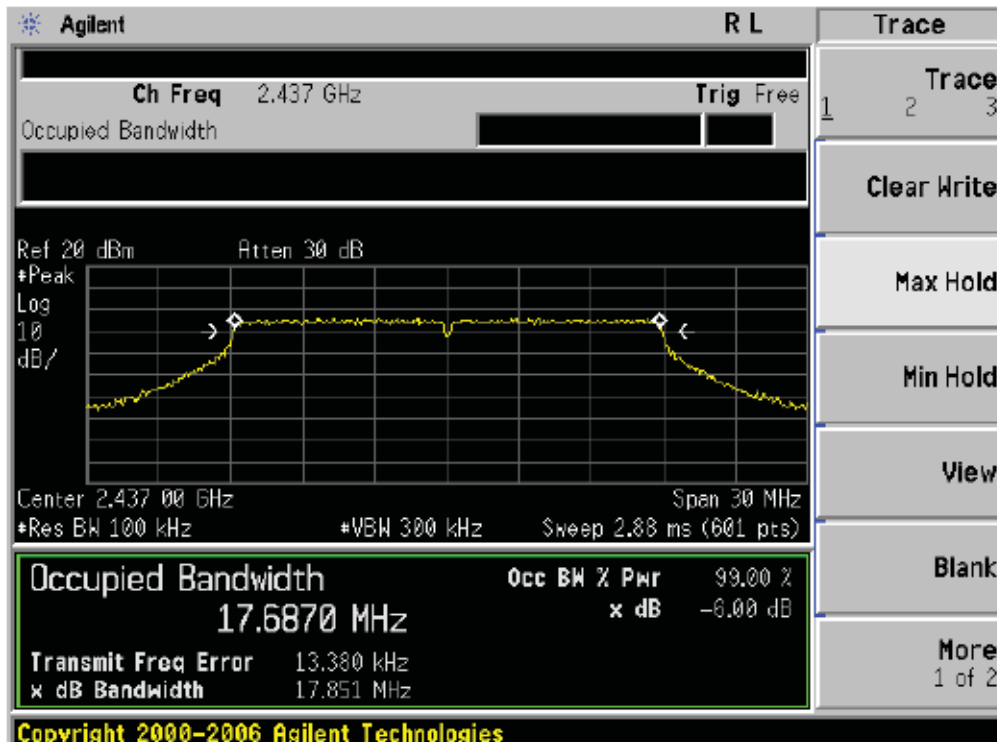 Agilent R L Trace
Ch Freq 2.437 GHz Trig Free
Occupied Bandwidth
Trace
1 2 3
Clear Write
Max Hold
Min Hold
View
Blank
More
1 of 2
Ref 20 dBm Atten 30 dB
#Peak
Log
10
dB/
Center 2.437 00 GHz Span 30 MHz
#Res BW 100 kHz #VBW 300 kHz Sweep 2.88 ms (601 pts)
Occupied Bandwidth
17.6870 MHz
Occ BW % Pwr 99.00 %
x dB -6.00 dB
Transmit Freq Error 13.380 kHz
x dB Bandwidth 17.851 MHz
Copyright 2000-2006 Agilent Technologies